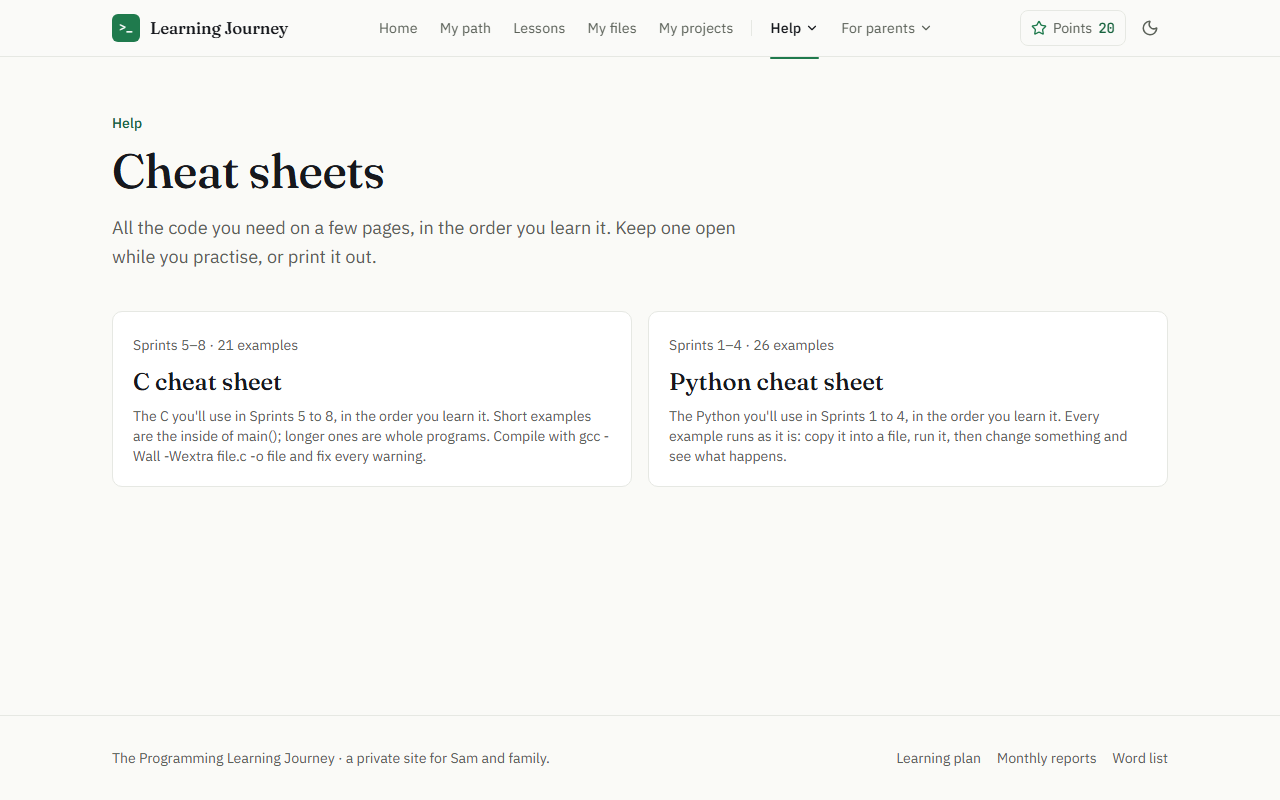 >_ Learning Journey Home My path Lessons My files My projects Help For parents Points 20
Help
Cheat sheets
All the code you need on a few pages, in the order you learn it. Keep one open
while you practise, or print it out.
Sprints 5–8 · 21 examples
C cheat sheet
The C you'll use in Sprints 5 to 8, in the order you learn it. Short examples
are the inside of main(); longer ones are whole programs. Compile with gcc -
Wall -Wextra file.c -o file and fix every warning.
Sprints 1–4 · 26 examples
Python cheat sheet
The Python you'll use in Sprints 1 to 4, in the order you learn it. Every
example runs as it is: copy it into a file, run it, then change something and
see what happens.
The Programming Learning Journey · a private site for Sam and family. Learning plan Monthly reports Word list